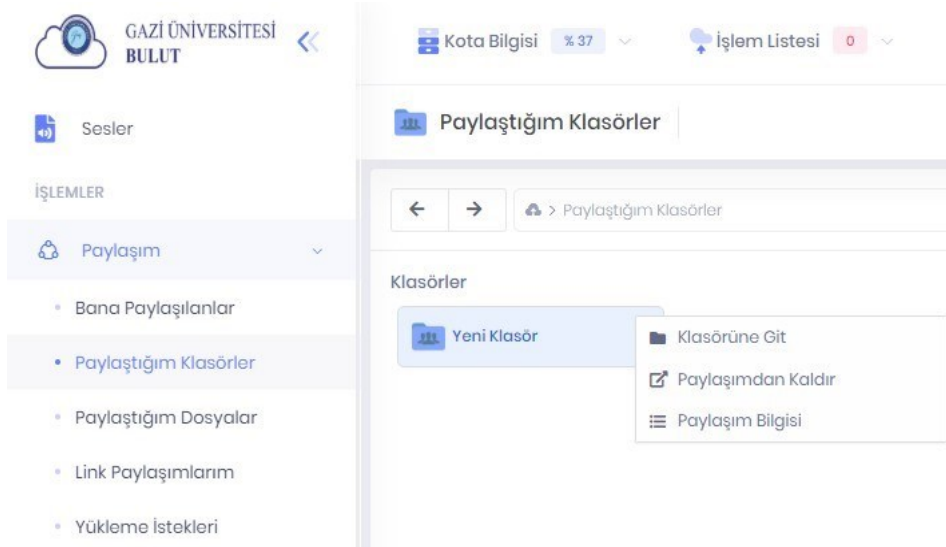 GAZİ ÜNİVERSİTESİ
BULUT
Kota Bilgisi % 37
İşlem Listesi 0
Sesler
Paylaştığım Klasörler
İŞLEMLER
Paylaşım
Bana Paylaşılanlar
Paylaştığım Klasörler
Paylaştığım Dosyalar
Link Paylaşımlarım
Yükleme İstekleri
> Paylaştığım Klasörler
Klasörler
Yeni Klasör
Klasörüne Git
Paylaşımdan Kaldır
Paylaşım Bilgisi